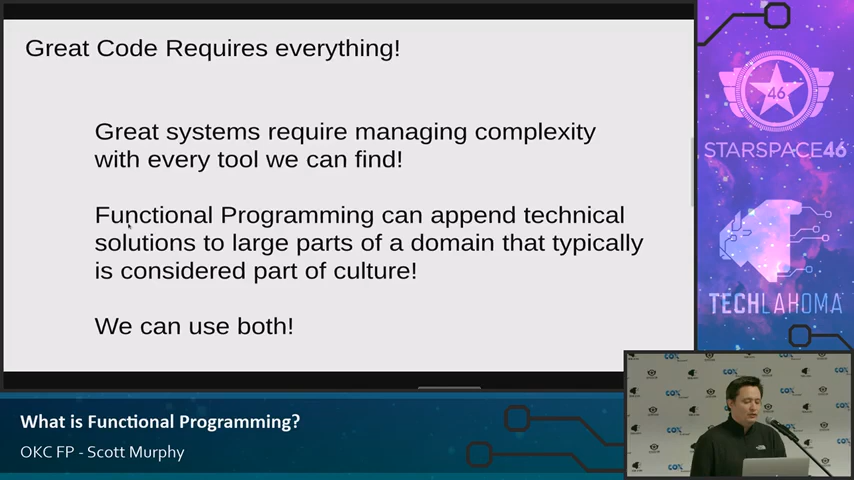 Great Code Requires everything!
Great systems require managing complexity
with every tool we can find!
Functional Programming can append technical
solutions to large parts of a domain that typically
is considered part of culture!
We can use both!
46
STARSPACE46
TECHLAHOMA
What is Functional Programming?
OKC FP - Scott Murphy
COX